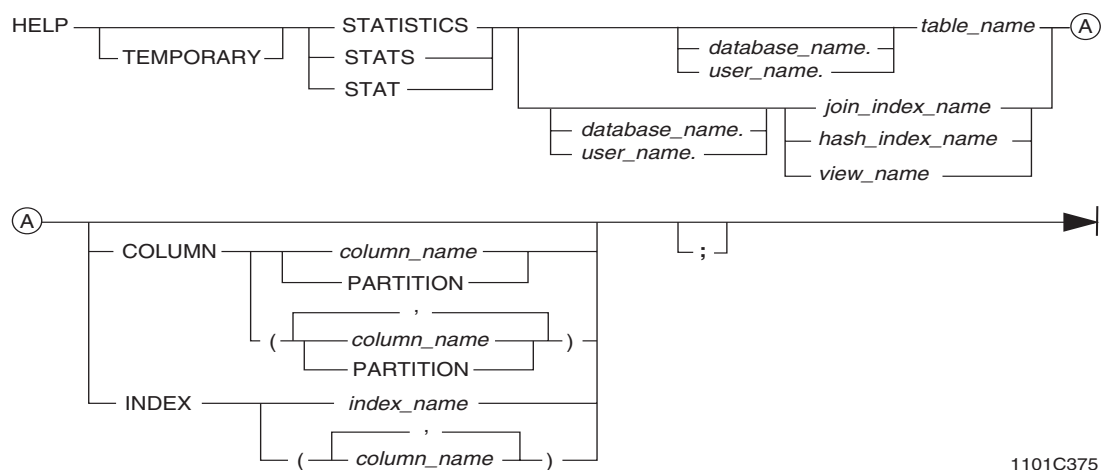 HELP STATISTICS table_name A
TEMPORARY STATS database_name.
STAT user_name.
join_index_name
database_name. hash_index_name
user_name. view_name
A
COLUMN column_name ;
PARTITION
,
( column_name )
PARTITION
INDEX index_name
,
( column_name )
1101C375